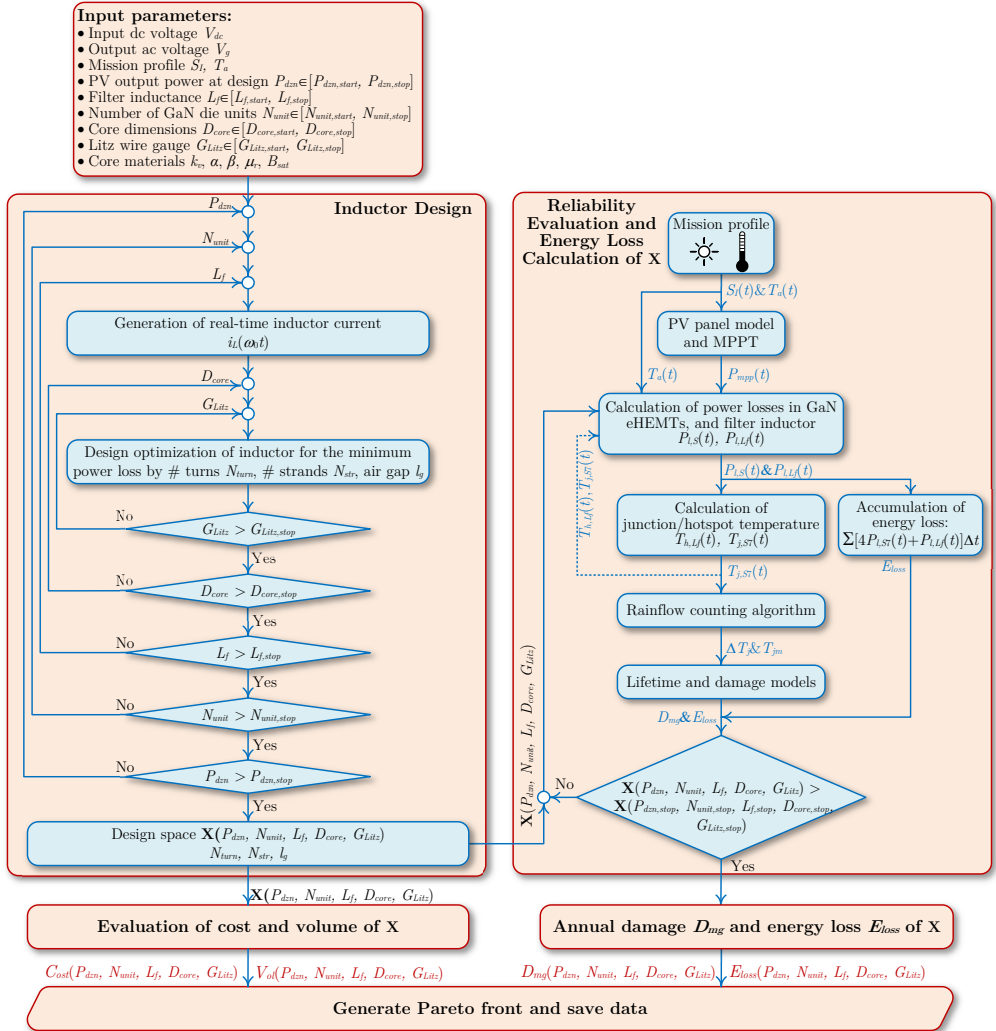 Input parameters:
• Input dc voltage V_dc
• Output ac voltage V_g
• Mission profile S_I, T_a
• PV output power at design P_dzn∈[P_dzn,start, P_dzn,stop]
• Filter inductance L_f∈[L_f,start, L_f,stop]
• Number of GaN die units N_unit∈[N_unit,start, N_unit,stop]
• Core dimensions D_core∈[D_core,start, D_core,stop]
• Litz wire gauge G_Litz∈[G_Litz,start, G_Litz,stop]
• Core materials k_v, α, β, μ_r, B_sat
Inductor Design
P_dzn
N_unit
L_f
Generation of real-time inductor current
i_L(ω_0t)
D_core
G_Litz
Design optimization of inductor for the minimum
power loss by # turns N_turn, # strands N_str, air gap l_g
No
G_Litz > G_Litz,stop
Yes
No
D_core > D_core,stop
Yes
No
L_f > L_f,stop
Yes
No
N_unit > N_unit,stop
Yes
No
P_dzn > P_dzn,stop
Yes
Design space X(P_dzn, N_unit, L_f, D_core, G_Litz)
N_turn, N_str, l_g
X(P_dzn, N_unit, L_f, D_core, G_Litz)
Evaluation of cost and volume of X
Cost(P_dzn, N_unit, L_f, D_core, G_Litz)
Vol(P_dzn, N_unit, L_f, D_core, G_Litz)
Reliability
Evaluation and
Energy Loss
Calculation of X
Mission profile
S_I(t)&T_a(t)
PV panel model
and MPPT
T_a(t)
P_mpp(t)
Calculation of power losses in GaN
eHEMTs, and filter inductor
P_l,S(t), P_l,Lf(t)
P_l,S(t)&P_l,Lf(t)
T_h,Lf(t), T_j,S7(t)
Calculation of
junction/hotspot temperature
T_h,Lf(t), T_j,S7(t)
Accumulation of
energy loss:
Σ[4P_l,S7(t)+P_l,Lf(t)]Δt
T_j,S7(t)
E_loss
Rainflow counting algorithm
ΔT_j&T_jm
Lifetime and damage models
D_mg&E_loss
X(P_dzn, N_unit, L_f, D_core, G_Litz)
No
X(P_dzn, N_unit, L_f, D_core, G_Litz) >
X(P_dzn,stop, N_unit,stop, L_f,stop, D_core,stop,
G_Litz,stop)
Yes
Annual damage D_mg and energy loss E_loss of X
D_mg(P_dzn, N_unit, L_f, D_core, G_Litz)
E_loss(P_dzn, N_unit, L_f, D_core, G_Litz)
Generate Pareto front and save data